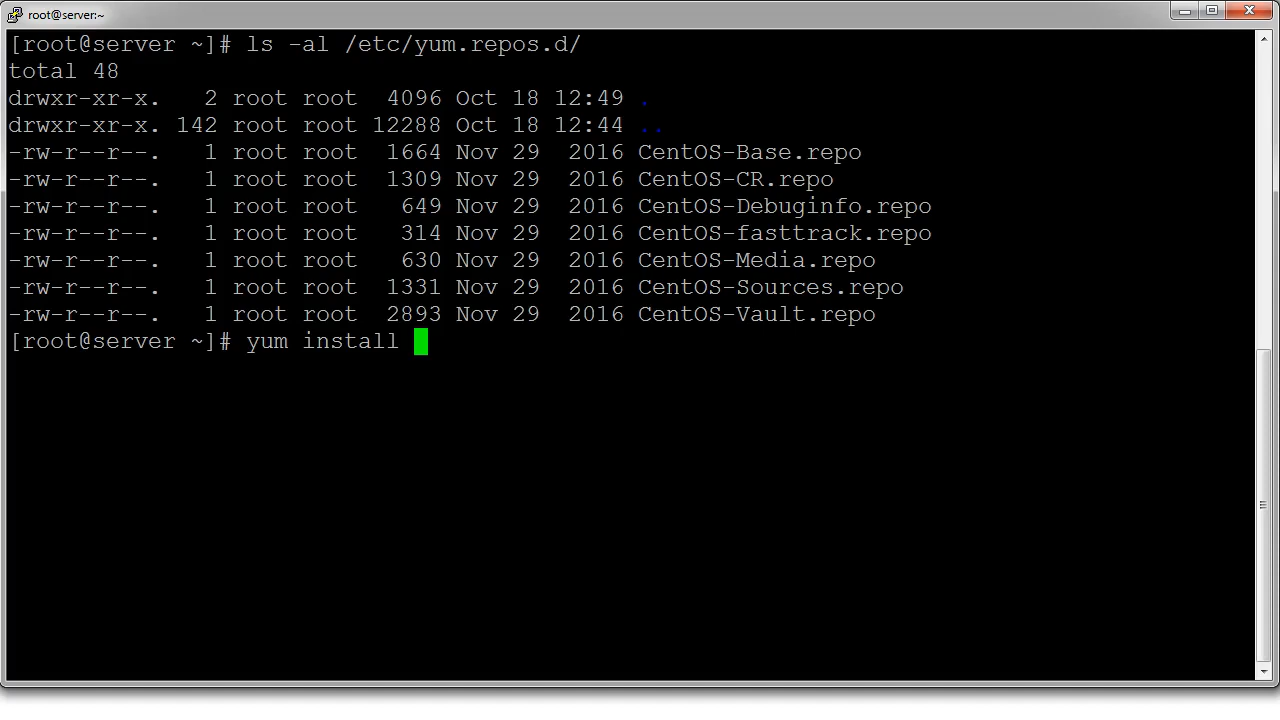 root@server:~
[root@server ~]# ls -al /etc/yum.repos.d/
total 48
drwxr-xr-x.   2 root root  4096 Oct 18 12:49 .
drwxr-xr-x. 142 root root 12288 Oct 18 12:44 ..
-rw-r--r--.   1 root root  1664 Nov 29  2016 CentOS-Base.repo
-rw-r--r--.   1 root root  1309 Nov 29  2016 CentOS-CR.repo
-rw-r--r--.   1 root root   649 Nov 29  2016 CentOS-Debuginfo.repo
-rw-r--r--.   1 root root   314 Nov 29  2016 CentOS-fasttrack.repo
-rw-r--r--.   1 root root   630 Nov 29  2016 CentOS-Media.repo
-rw-r--r--.   1 root root  1331 Nov 29  2016 CentOS-Sources.repo
-rw-r--r--.   1 root root  2893 Nov 29  2016 CentOS-Vault.repo
[root@server ~]# yum install